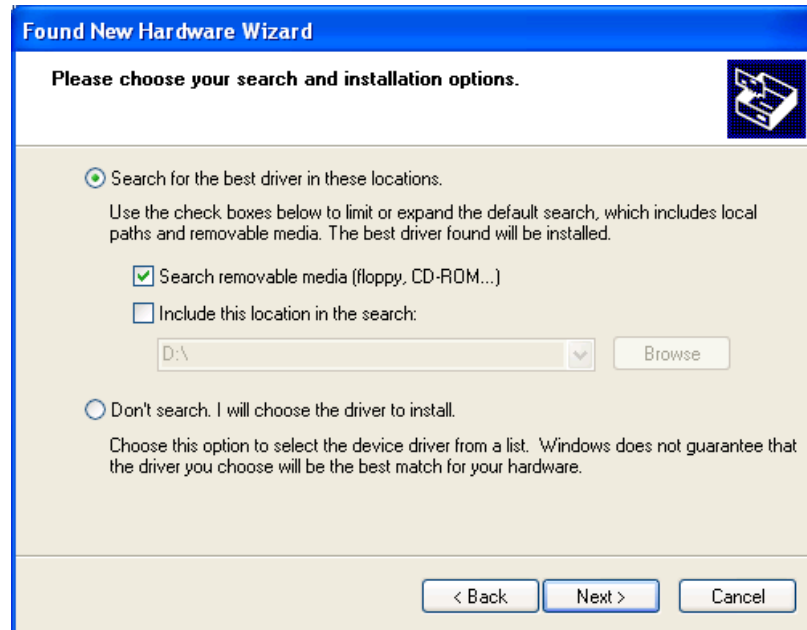 Found New Hardware Wizard
Please choose your search and installation options.
Search for the best driver in these locations.
Use the check boxes below to limit or expand the default search, which includes local
paths and removable media. The best driver found will be installed.
Search removable media (floppy, CD-ROM...)
Include this location in the search:
D:\
Browse
Don't search. I will choose the driver to install.
Choose this option to select the device driver from a list.  Windows does not guarantee that
the driver you choose will be the best match for your hardware.
< Back
Next >
Cancel